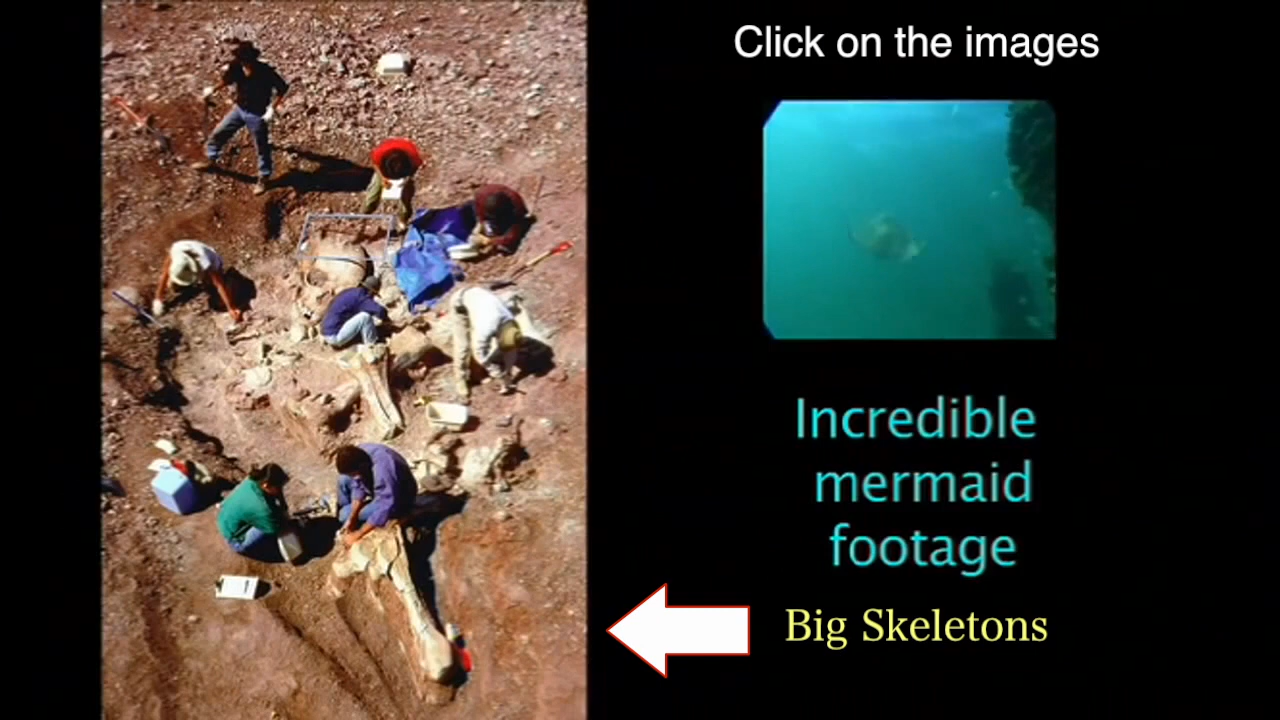 Click on the images
Incredible
mermaid
footage
Big Skeletons